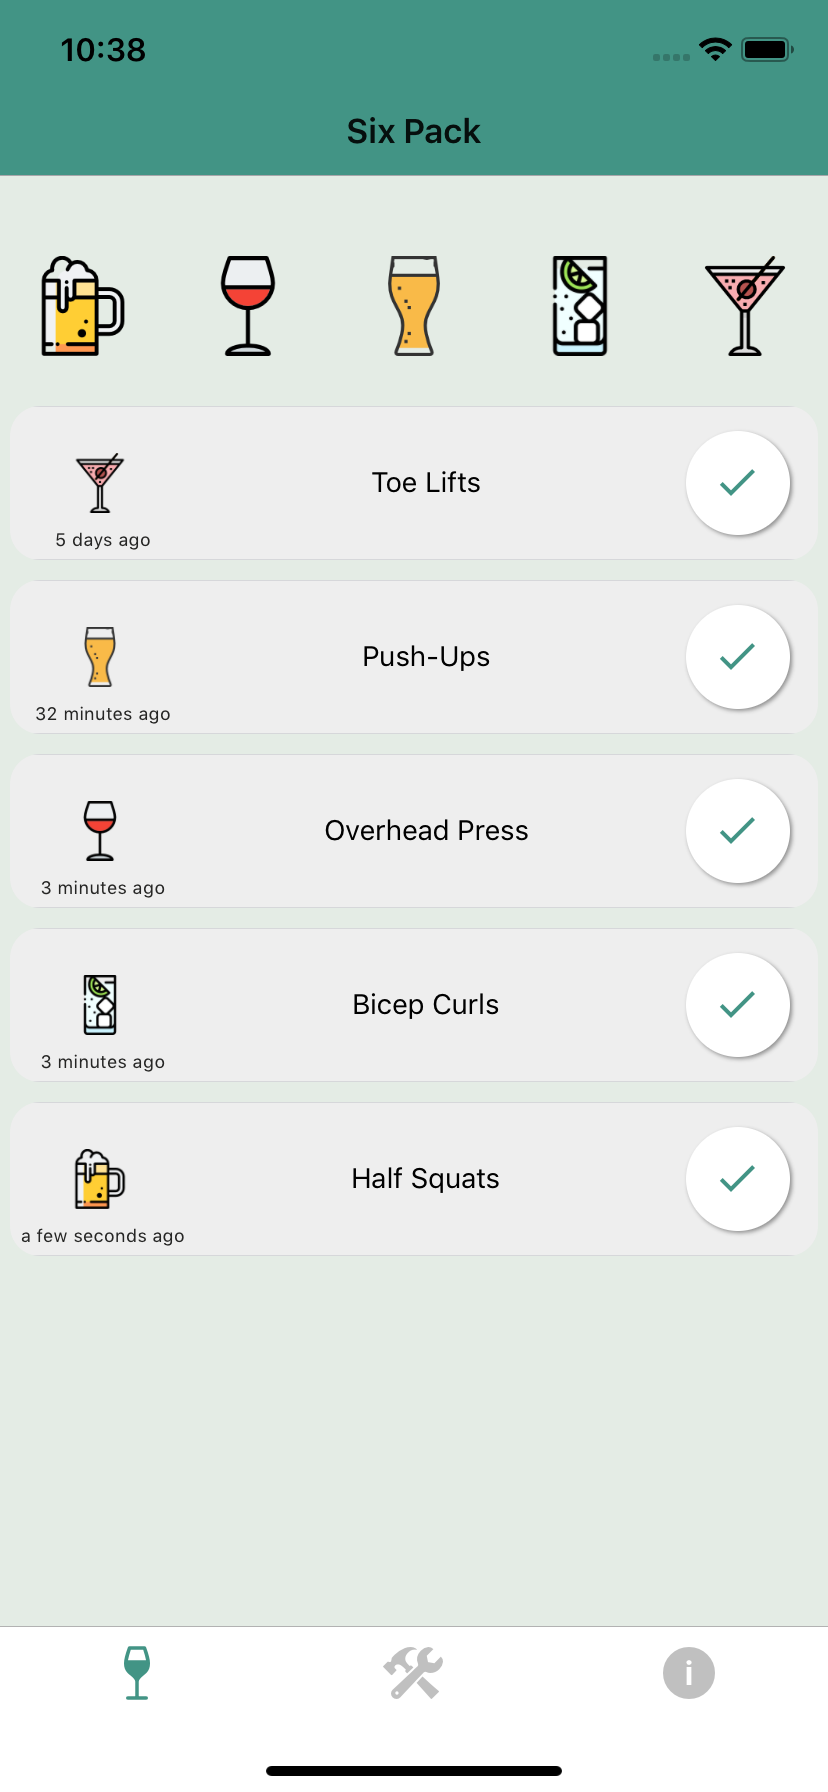 10:38
Six Pack
Toe Lifts
5 days ago
Push-Ups
32 minutes ago
Overhead Press
3 minutes ago
Bicep Curls
3 minutes ago
Half Squats
a few seconds ago